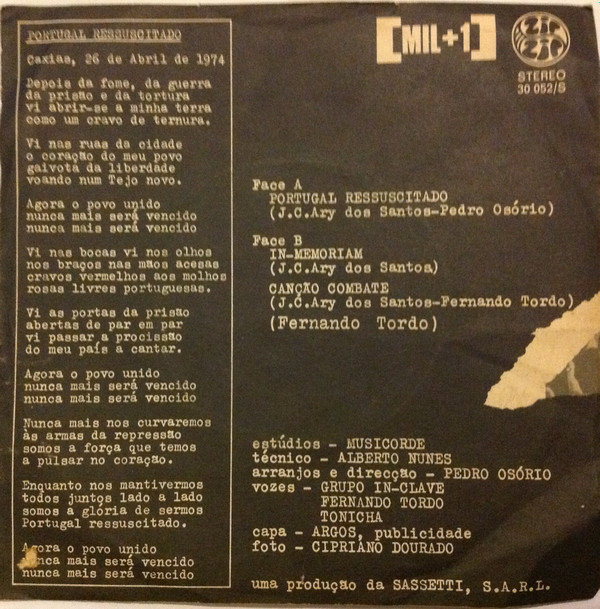 PORTUGAL RESSUSCITADO
Caxias, 26 de Abril de 1974
Depois da fome, da guerra
da prisão e da tortura
vi abrir-se a minha terra
como um cravo de ternura.
Vi nas ruas da cidade
o coração do meu povo
gaivota da liberdade
voando num Tejo novo.
Agora o povo unido
nunca mais será vencido
nunca mais será vencido
Vi nas bocas vi nos olhos
nos braços nas mãos acesas
cravos vermelhos aos molhos
rosas livres portuguesas.
Vi as portas da prisão
abertas de par em par
vi passar a procissão
do meu país a cantar.
Agora o povo unido
nunca mais será vencido
nunca mais será vencido
Nunca mais nos curvaremos
às armas da repressão
somos a força que temos
a pulsar no coração.
Enquanto nos mantivermos
todos juntos lado a lado
somos a glória de sermos
Portugal ressuscitado.
Agora o povo unido
nunca mais será vencido
nunca mais será vencido
[MIL+1]
ZIP
ZIP
STEREO
30 052/S
Face A
PORTUGAL RESSUSCITADO
(J.C.Ary dos Santos-Pedro Osório)
Face B
IN-MEMORIAM
(J.C.Ary dos Santos)
CANÇÃO COMBATE
(J.C.Ary dos Santos-Fernando Tordo)
(Fernando Tordo)
estúdios - MUSICORDE
técnico - ALBERTO NUNES
arranjos e direcção - PEDRO OSÓRIO
vozes - GRUPO IN-CLAVE
FERNANDO TORDO
TONICHA
capa - ARGOS, publicidade
foto - CIPRIANO DOURADO
uma produção da SASSETTI, S.A.R.L.